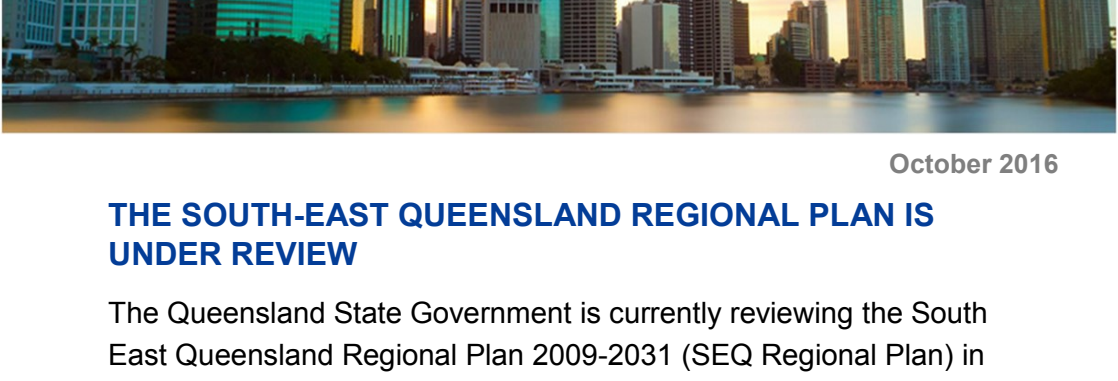 October 2016
THE SOUTH-EAST QUEENSLAND REGIONAL PLAN IS
UNDER REVIEW
The Queensland State Government is currently reviewing the South
East Queensland Regional Plan 2009-2031 (SEQ Regional Plan) in